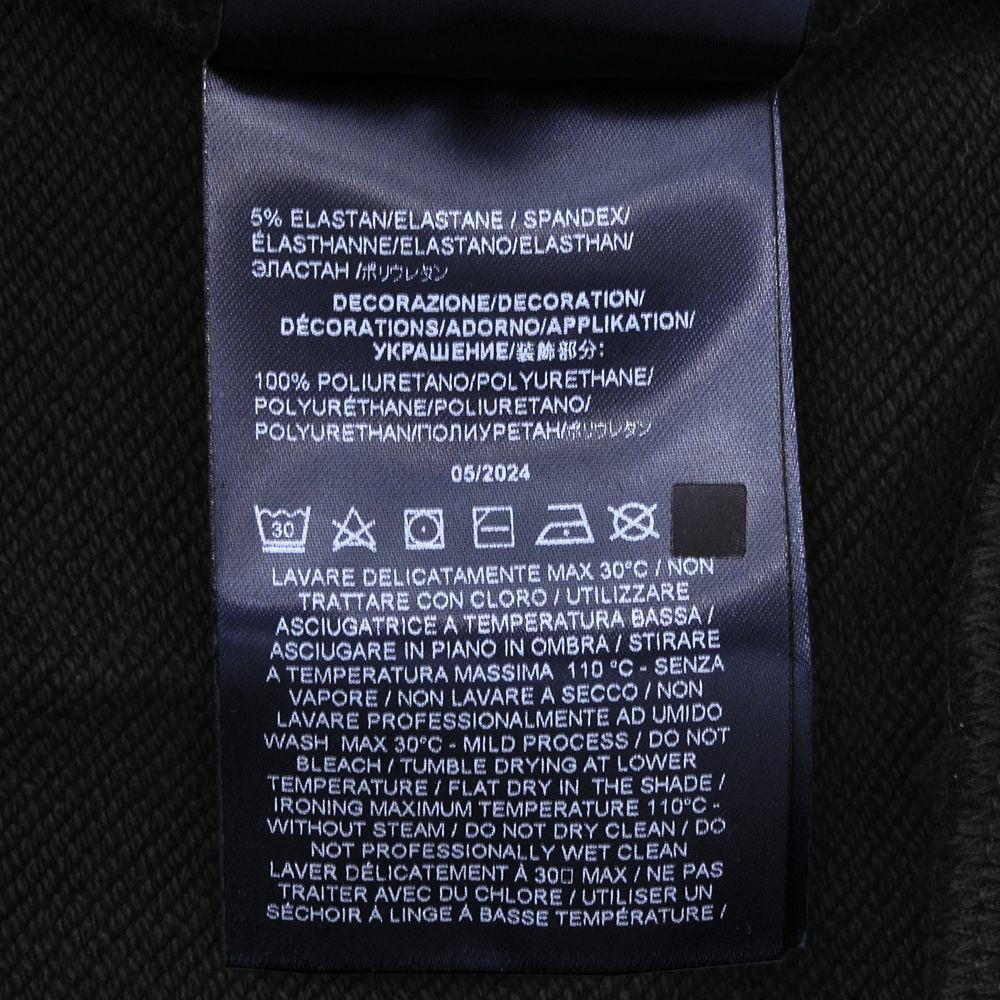 5% ELASTAN/ELASTANE / SPANDEX/
ÉLASTHANNE/ELASTANO/ELASTHAN/
ЭЛАСТАН /ポリウレタン
DECORAZIONE/DECORATION/
DÉCORATIONS/ADORNO/APPLIKATION/
УКРАШЕНИЕ/装飾部分:
100% POLIURETANO/POLYURETHANE/
POLYURÉTHANE/POLIURETANO/
POLYURETHAN/ПОЛИУРЕТАН/ポリウレタン
05/2024
30
LAVARE DELICATAMENTE MAX 30°C / NON
TRATTARE CON CLORO / UTILIZZARE
ASCIUGATRICE A TEMPERATURA BASSA /
ASCIUGARE IN PIANO IN OMBRA / STIRARE
A TEMPERATURA MASSIMA 110 °C - SENZA
VAPORE / NON LAVARE A SECCO / NON
LAVARE PROFESSIONALMENTE AD UMIDO
WASH MAX 30°C - MILD PROCESS / DO NOT
BLEACH / TUMBLE DRYING AT LOWER
TEMPERATURE / FLAT DRY IN THE SHADE /
IRONING MAXIMUM TEMPERATURE 110°C -
WITHOUT STEAM / DO NOT DRY CLEAN / DO
NOT PROFESSIONALLY WET CLEAN
LAVER DÉLICATEMENT À 30□ MAX / NE PAS
TRAITER AVEC DU CHLORE / UTILISER UN
SÉCHOIR À LINGE À BASSE TEMPÉRATURE /